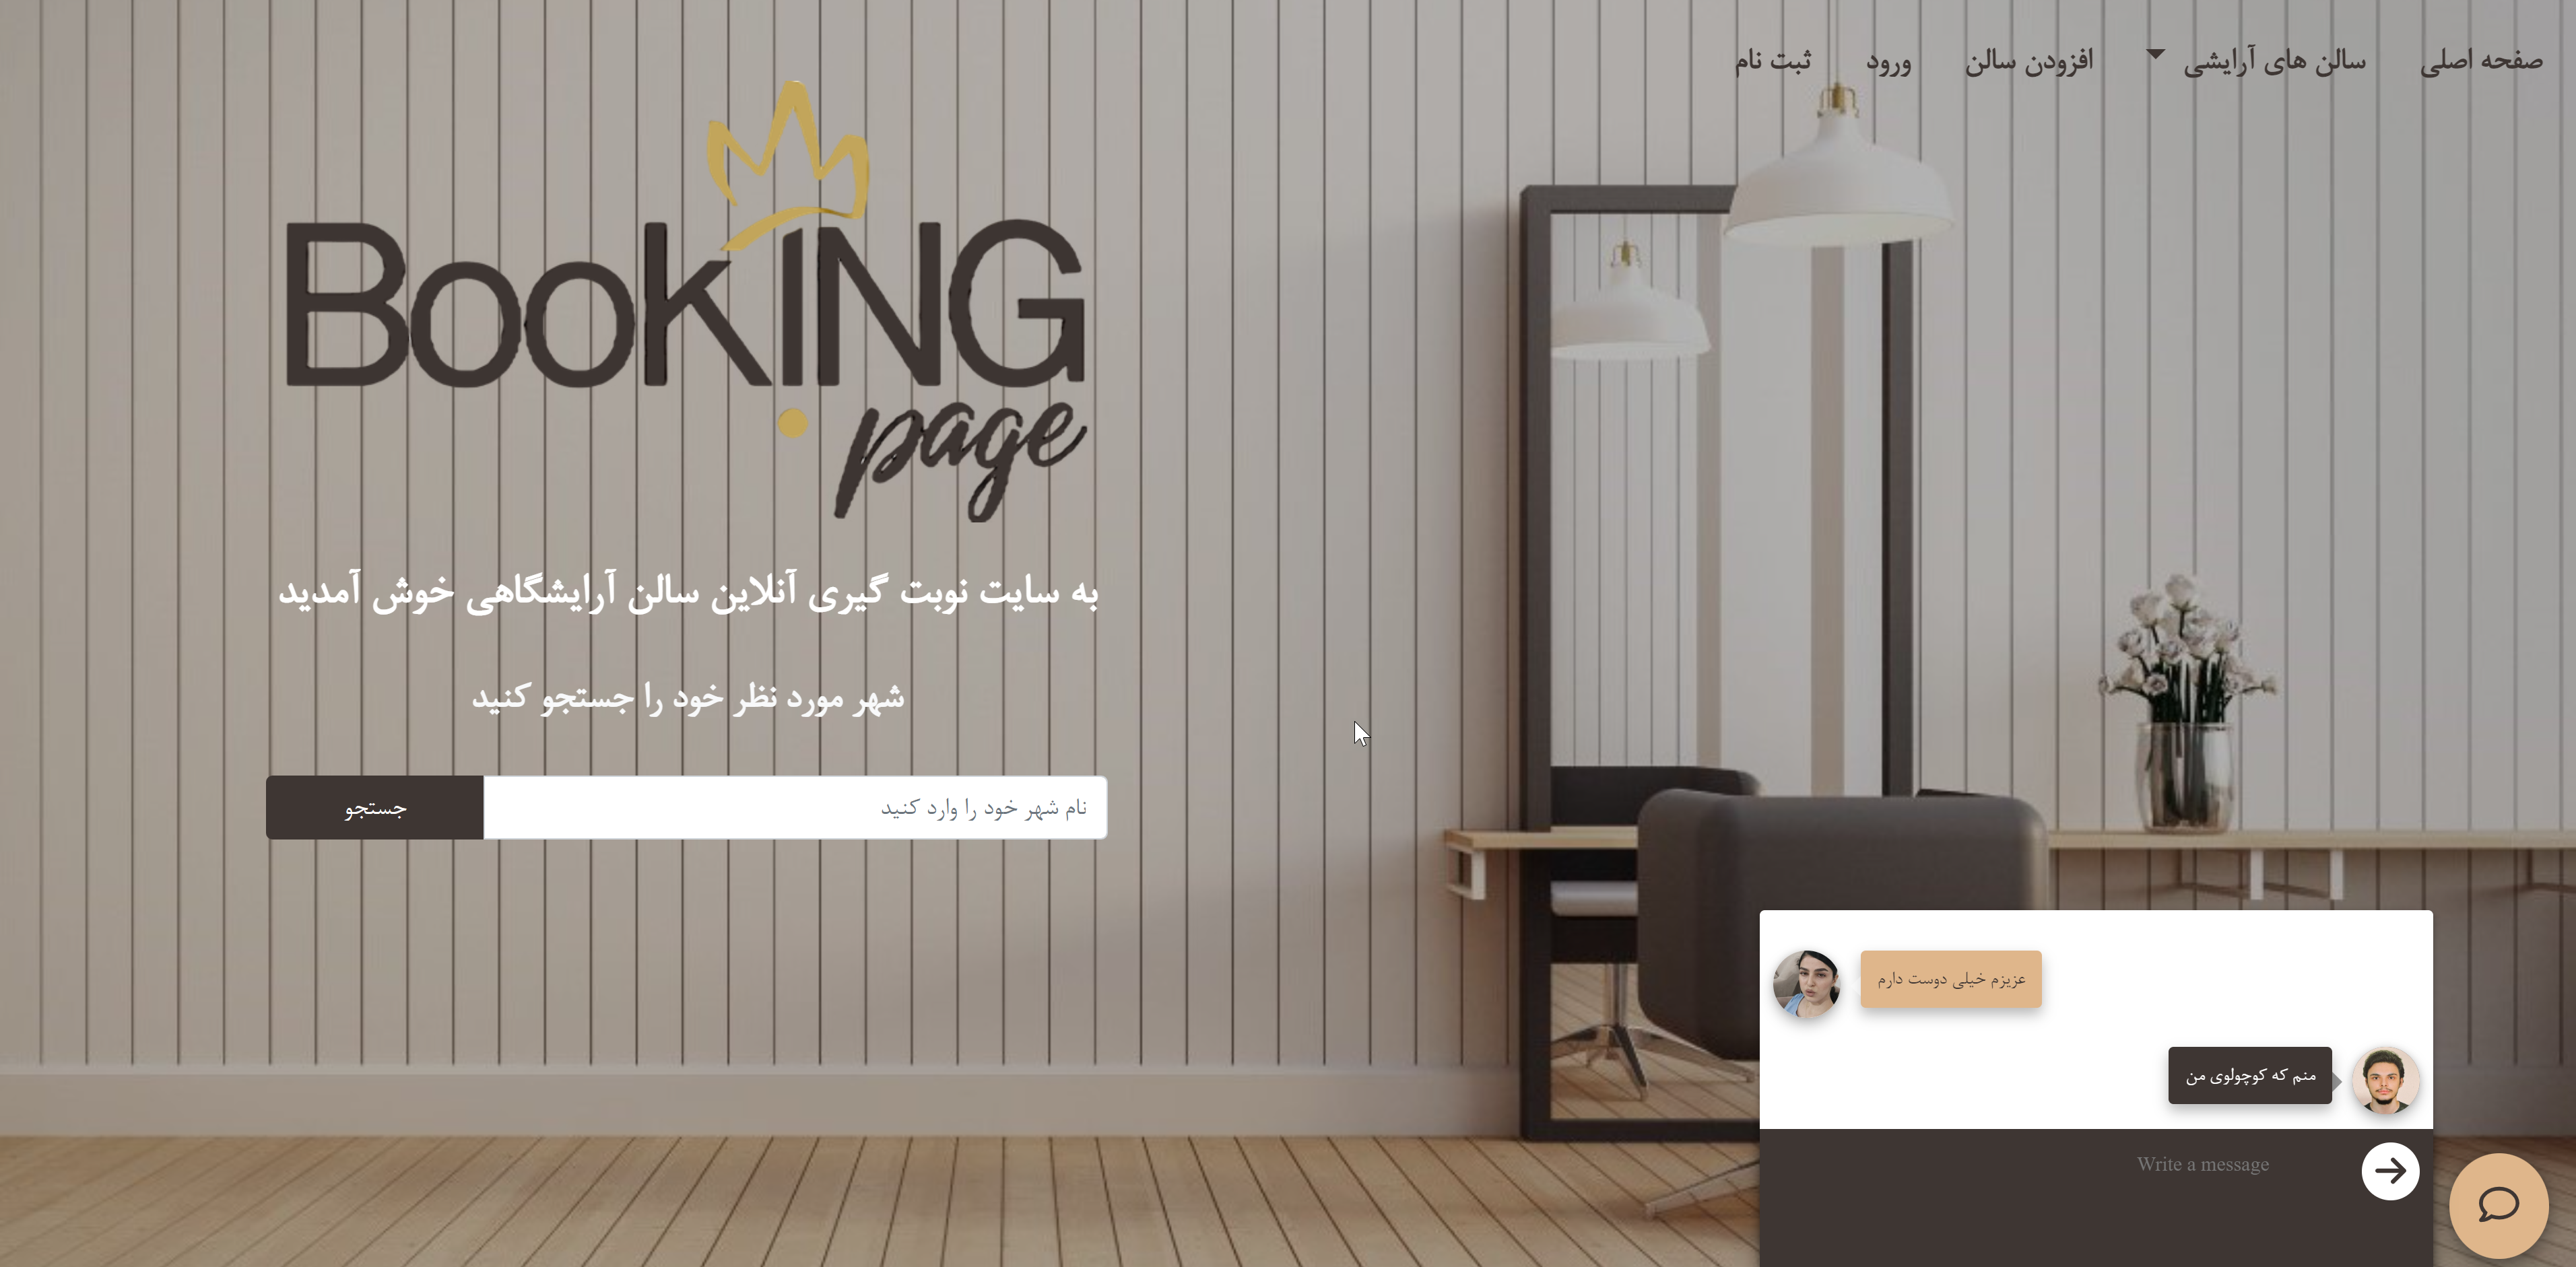 صفحه اصلی
سالن های آرایشی
افزودن سالن
ورود
ثبت نام
BooKING
page
به سایت نوبت گیری آنلاین سالن آرایشگاهی خوش آمدید
شهر مورد نظر خود را جستجو کنید
نام شهر خود را وارد کنید
جستجو
عزیزم خیلی دوست دارم
منم که کوچولوی من
Write a message